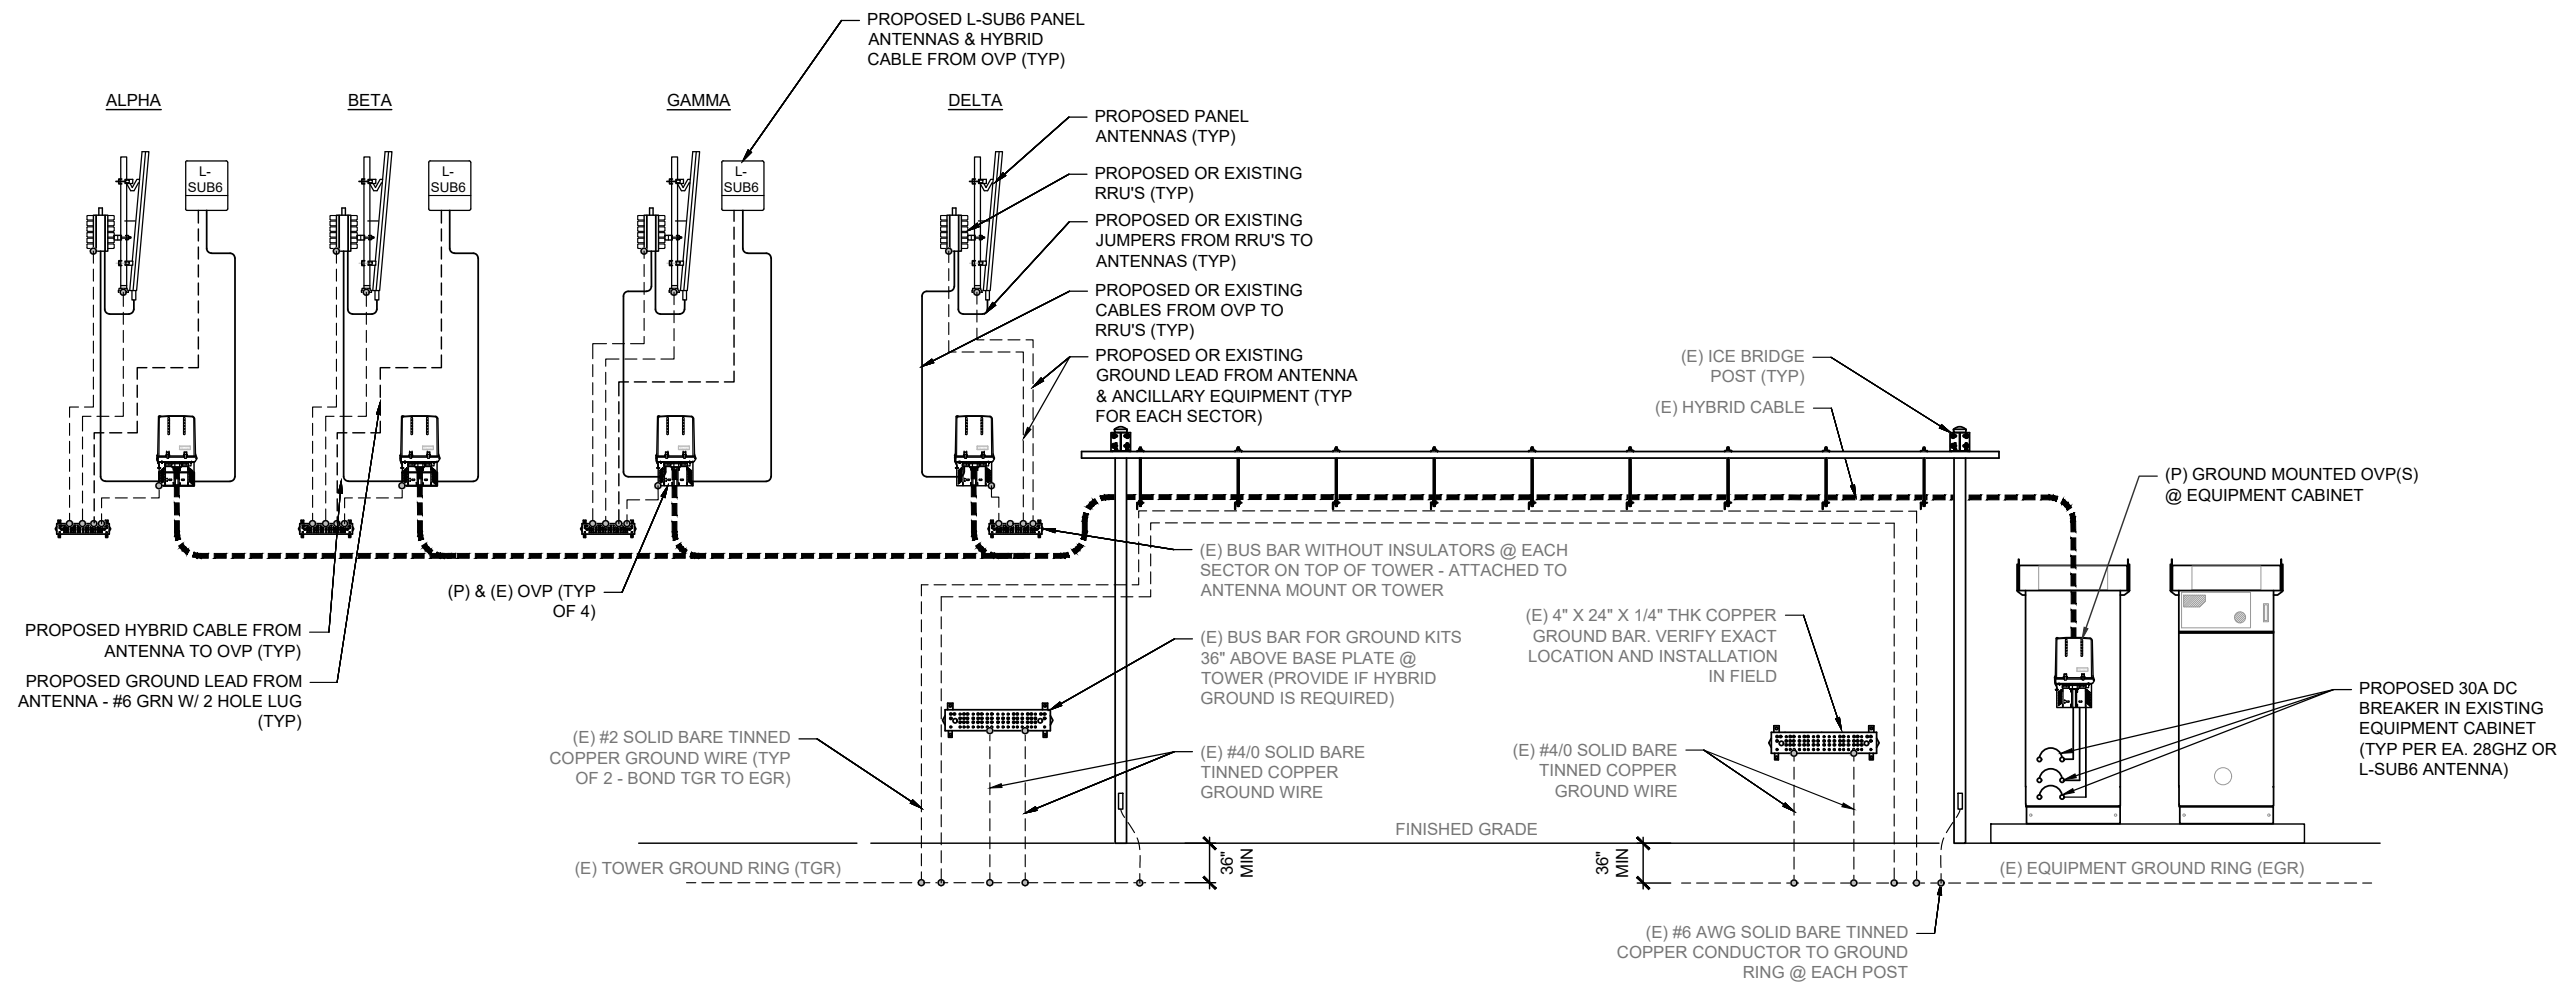 PROPOSED L-SUB6 PANEL
ANTENNAS & HYBRID
CABLE FROM OVP (TYP)
ALPHA
BETA
GAMMA
DELTA
L-
SUB6
L-
SUB6
L-
SUB6
PROPOSED PANEL
ANTENNAS (TYP)
PROPOSED OR EXISTING
RRU'S (TYP)
PROPOSED OR EXISTING
JUMPERS FROM RRU'S TO
ANTENNAS (TYP)
PROPOSED OR EXISTING
CABLES FROM OVP TO
RRU'S (TYP)
PROPOSED OR EXISTING
GROUND LEAD FROM ANTENNA
& ANCILLARY EQUIPMENT (TYP
FOR EACH SECTOR)
(E) ICE BRIDGE
POST (TYP)
(E) HYBRID CABLE
(P) GROUND MOUNTED OVP(S)
@ EQUIPMENT CABINET
(E) BUS BAR WITHOUT INSULATORS @ EACH
SECTOR ON TOP OF TOWER - ATTACHED TO
ANTENNA MOUNT OR TOWER
(P) & (E) OVP (TYP
OF 4)
PROPOSED HYBRID CABLE FROM
ANTENNA TO OVP (TYP)
PROPOSED GROUND LEAD FROM
ANTENNA - #6 GRN W/ 2 HOLE LUG
(TYP)
(E) BUS BAR FOR GROUND KITS
36" ABOVE BASE PLATE @
TOWER (PROVIDE IF HYBRID
GROUND IS REQUIRED)
(E) 4" X 24" X 1/4" THK COPPER
GROUND BAR. VERIFY EXACT
LOCATION AND INSTALLATION
IN FIELD
PROPOSED 30A DC
BREAKER IN EXISTING
EQUIPMENT CABINET
(TYP PER EA. 28GHZ OR
L-SUB6 ANTENNA)
(E) #2 SOLID BARE TINNED
COPPER GROUND WIRE (TYP
OF 2 - BOND TGR TO EGR)
(E) #4/0 SOLID BARE
TINNED COPPER
GROUND WIRE
(E) #4/0 SOLID BARE
TINNED COPPER
GROUND WIRE
FINISHED GRADE
(E) TOWER GROUND RING (TGR)
36"
MIN
36"
MIN
(E) EQUIPMENT GROUND RING (EGR)
(E) #6 AWG SOLID BARE TINNED
COPPER CONDUCTOR TO GROUND
RING @ EACH POST